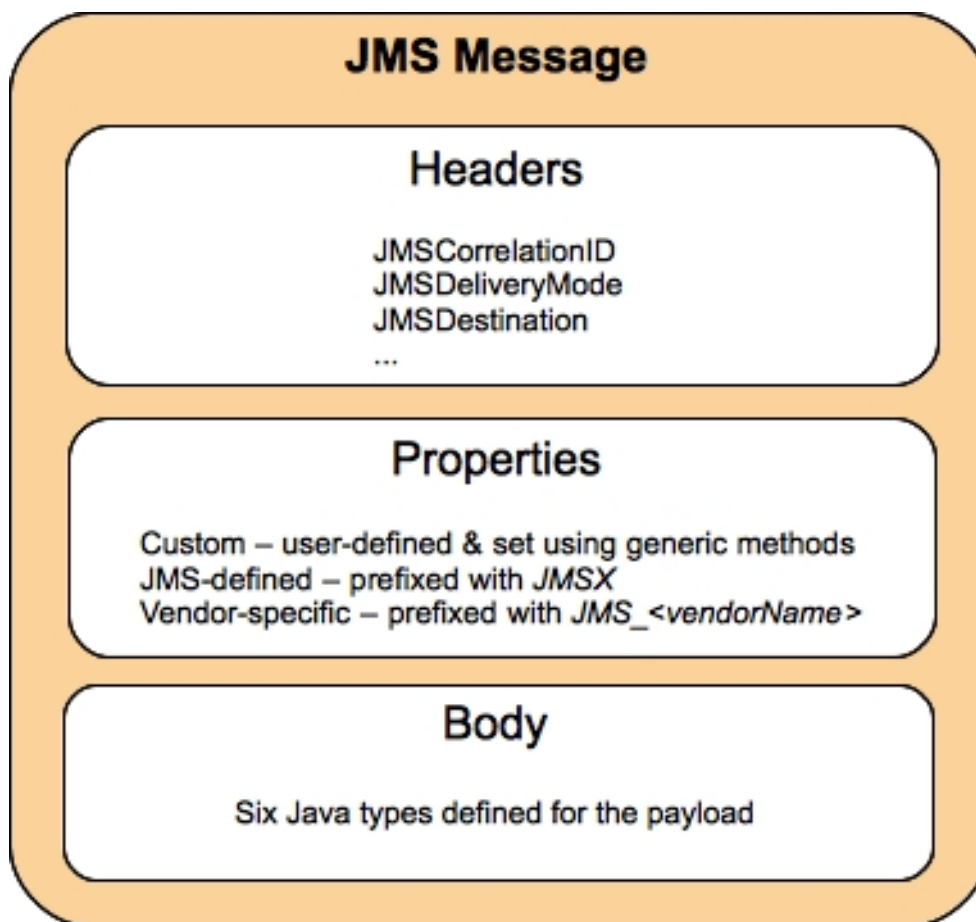 JMS Message
Headers
JMSCorrelationID
JMSDeliveryMode
JMSDestination
...
Properties
Custom – user-defined & set using generic methods
JMS-defined – prefixed with JMSX
Vendor-specific – prefixed with JMS_<vendorName>
Body
Six Java types defined for the payload